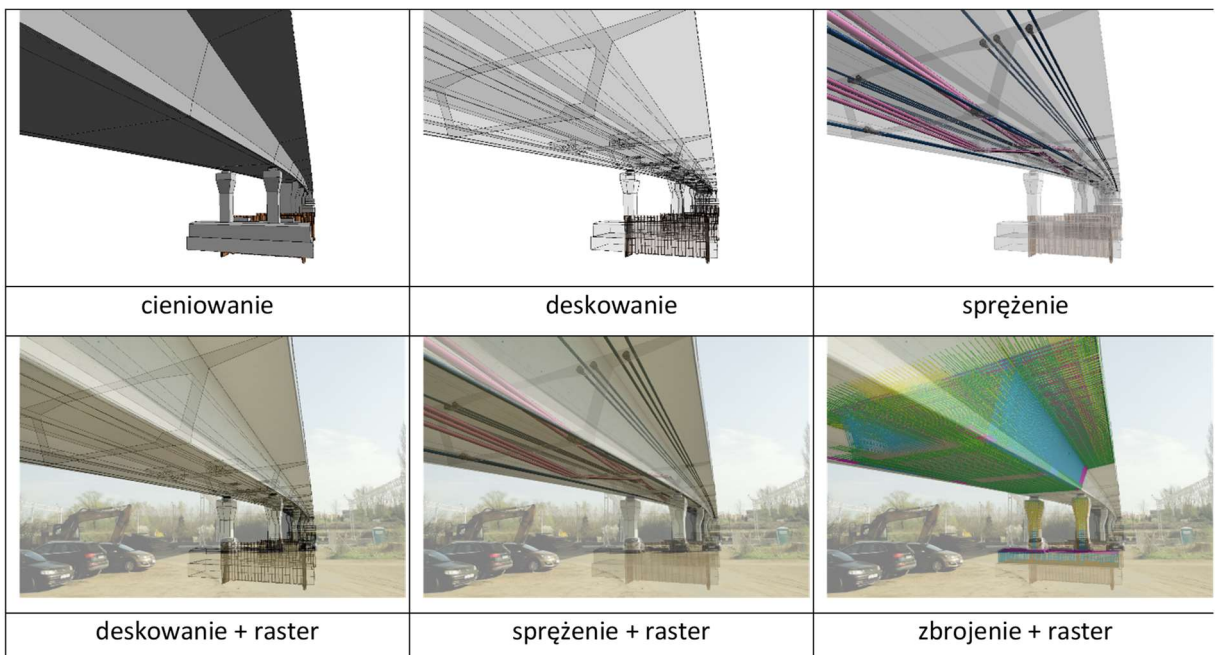 cieniowanie
deskowanie
sprężenie
deskowanie + raster
sprężenie + raster
zbrojenie + raster